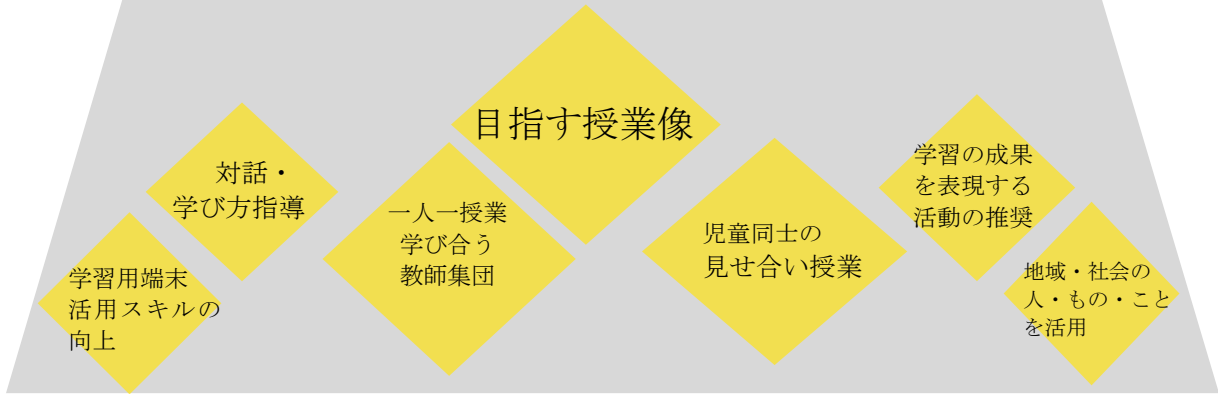 目指す授業像
対話・
学び方指導
学習用端末
活用スキルの
向上
一人一授業
学び合う
教師集団
児童同士の
見せ合い授業
学習の成果
を表現する
活動の推奨
地域・社会の
人・もの・こと
を活用